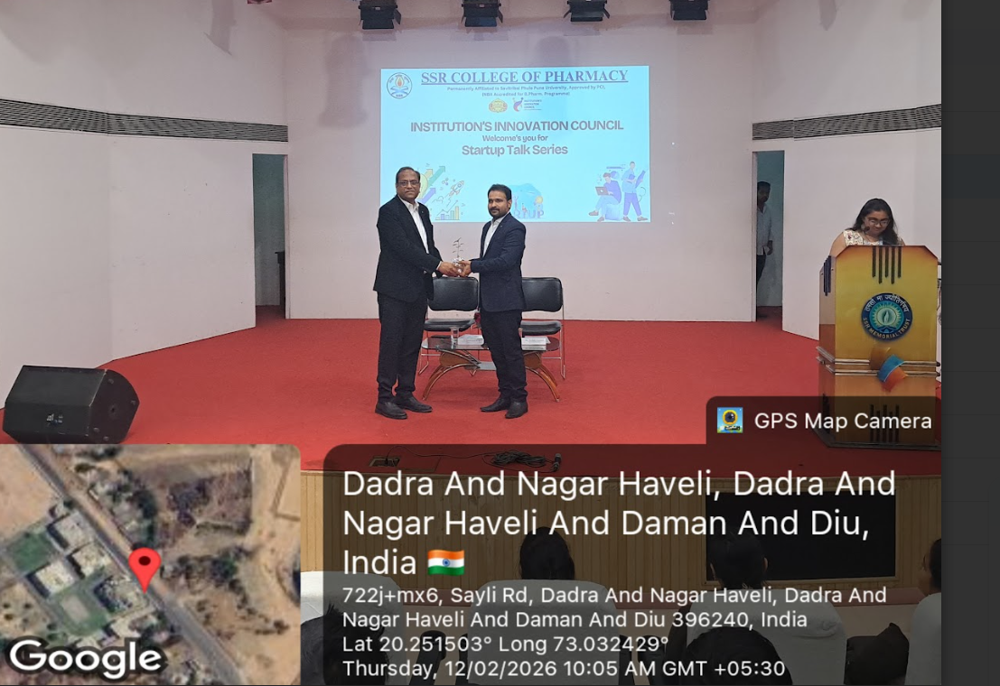 SSR COLLEGE OF PHARMACY
Permanently Affiliated to Savitribai Phule Pune University, Approved by PCI,
NBA Accredited for B.Pharm. Programme)
INSTITUTION'S INNOVATION COUNCIL
Welcome's you for
Startup Talk Series
SSR MEMORIAL TRUST
GPS Map Camera
Dadra And Nagar Haveli, Dadra And
Nagar Haveli And Daman And Diu,
India
722j+mx6, Sayli Rd, Dadra And Nagar Haveli, Dadra And
Nagar Haveli And Daman And Diu 396240, India
Lat 20.251503° Long 73.032429°
Thursday, 12/02/2026 10:05 AM GMT +05:30
Google